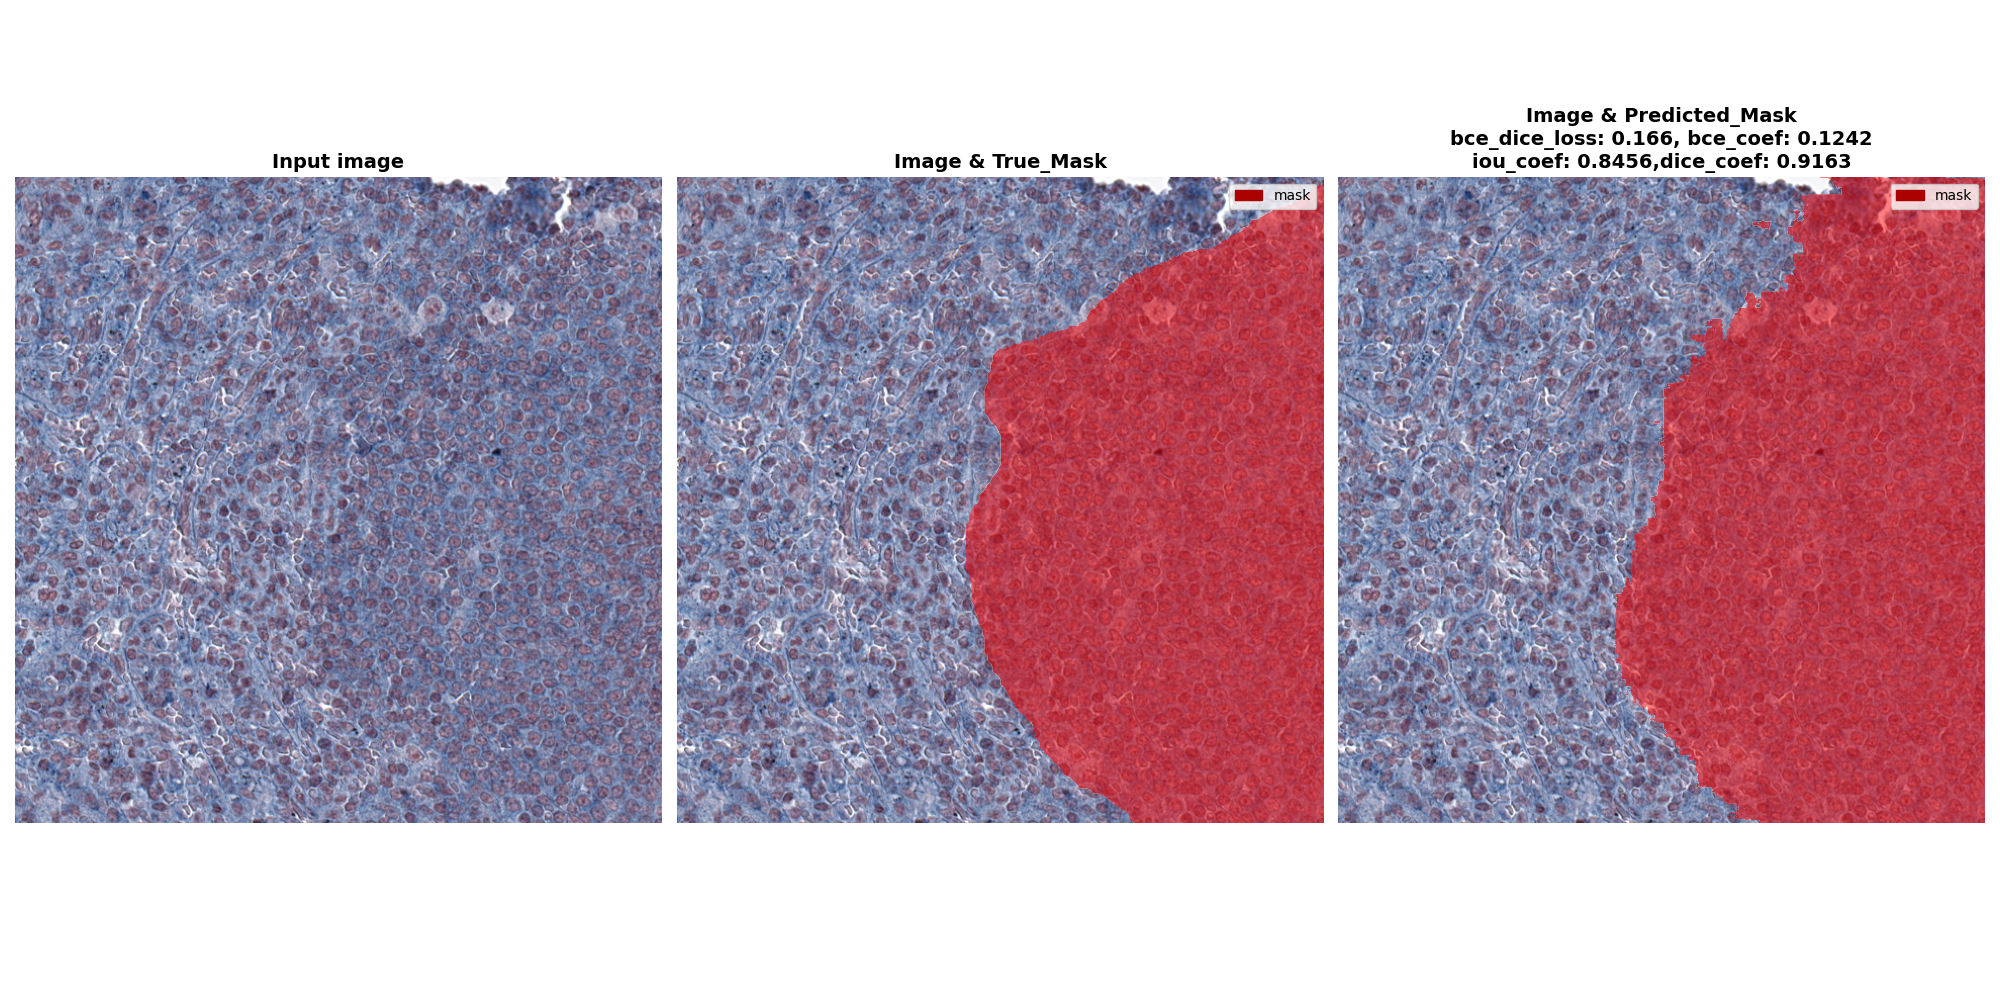 Input image
Image & True_Mask
mask
Image & Predicted_Mask
bce_dice_loss: 0.166, bce_coef: 0.1242
iou_coef: 0.8456,dice_coef: 0.9163
mask